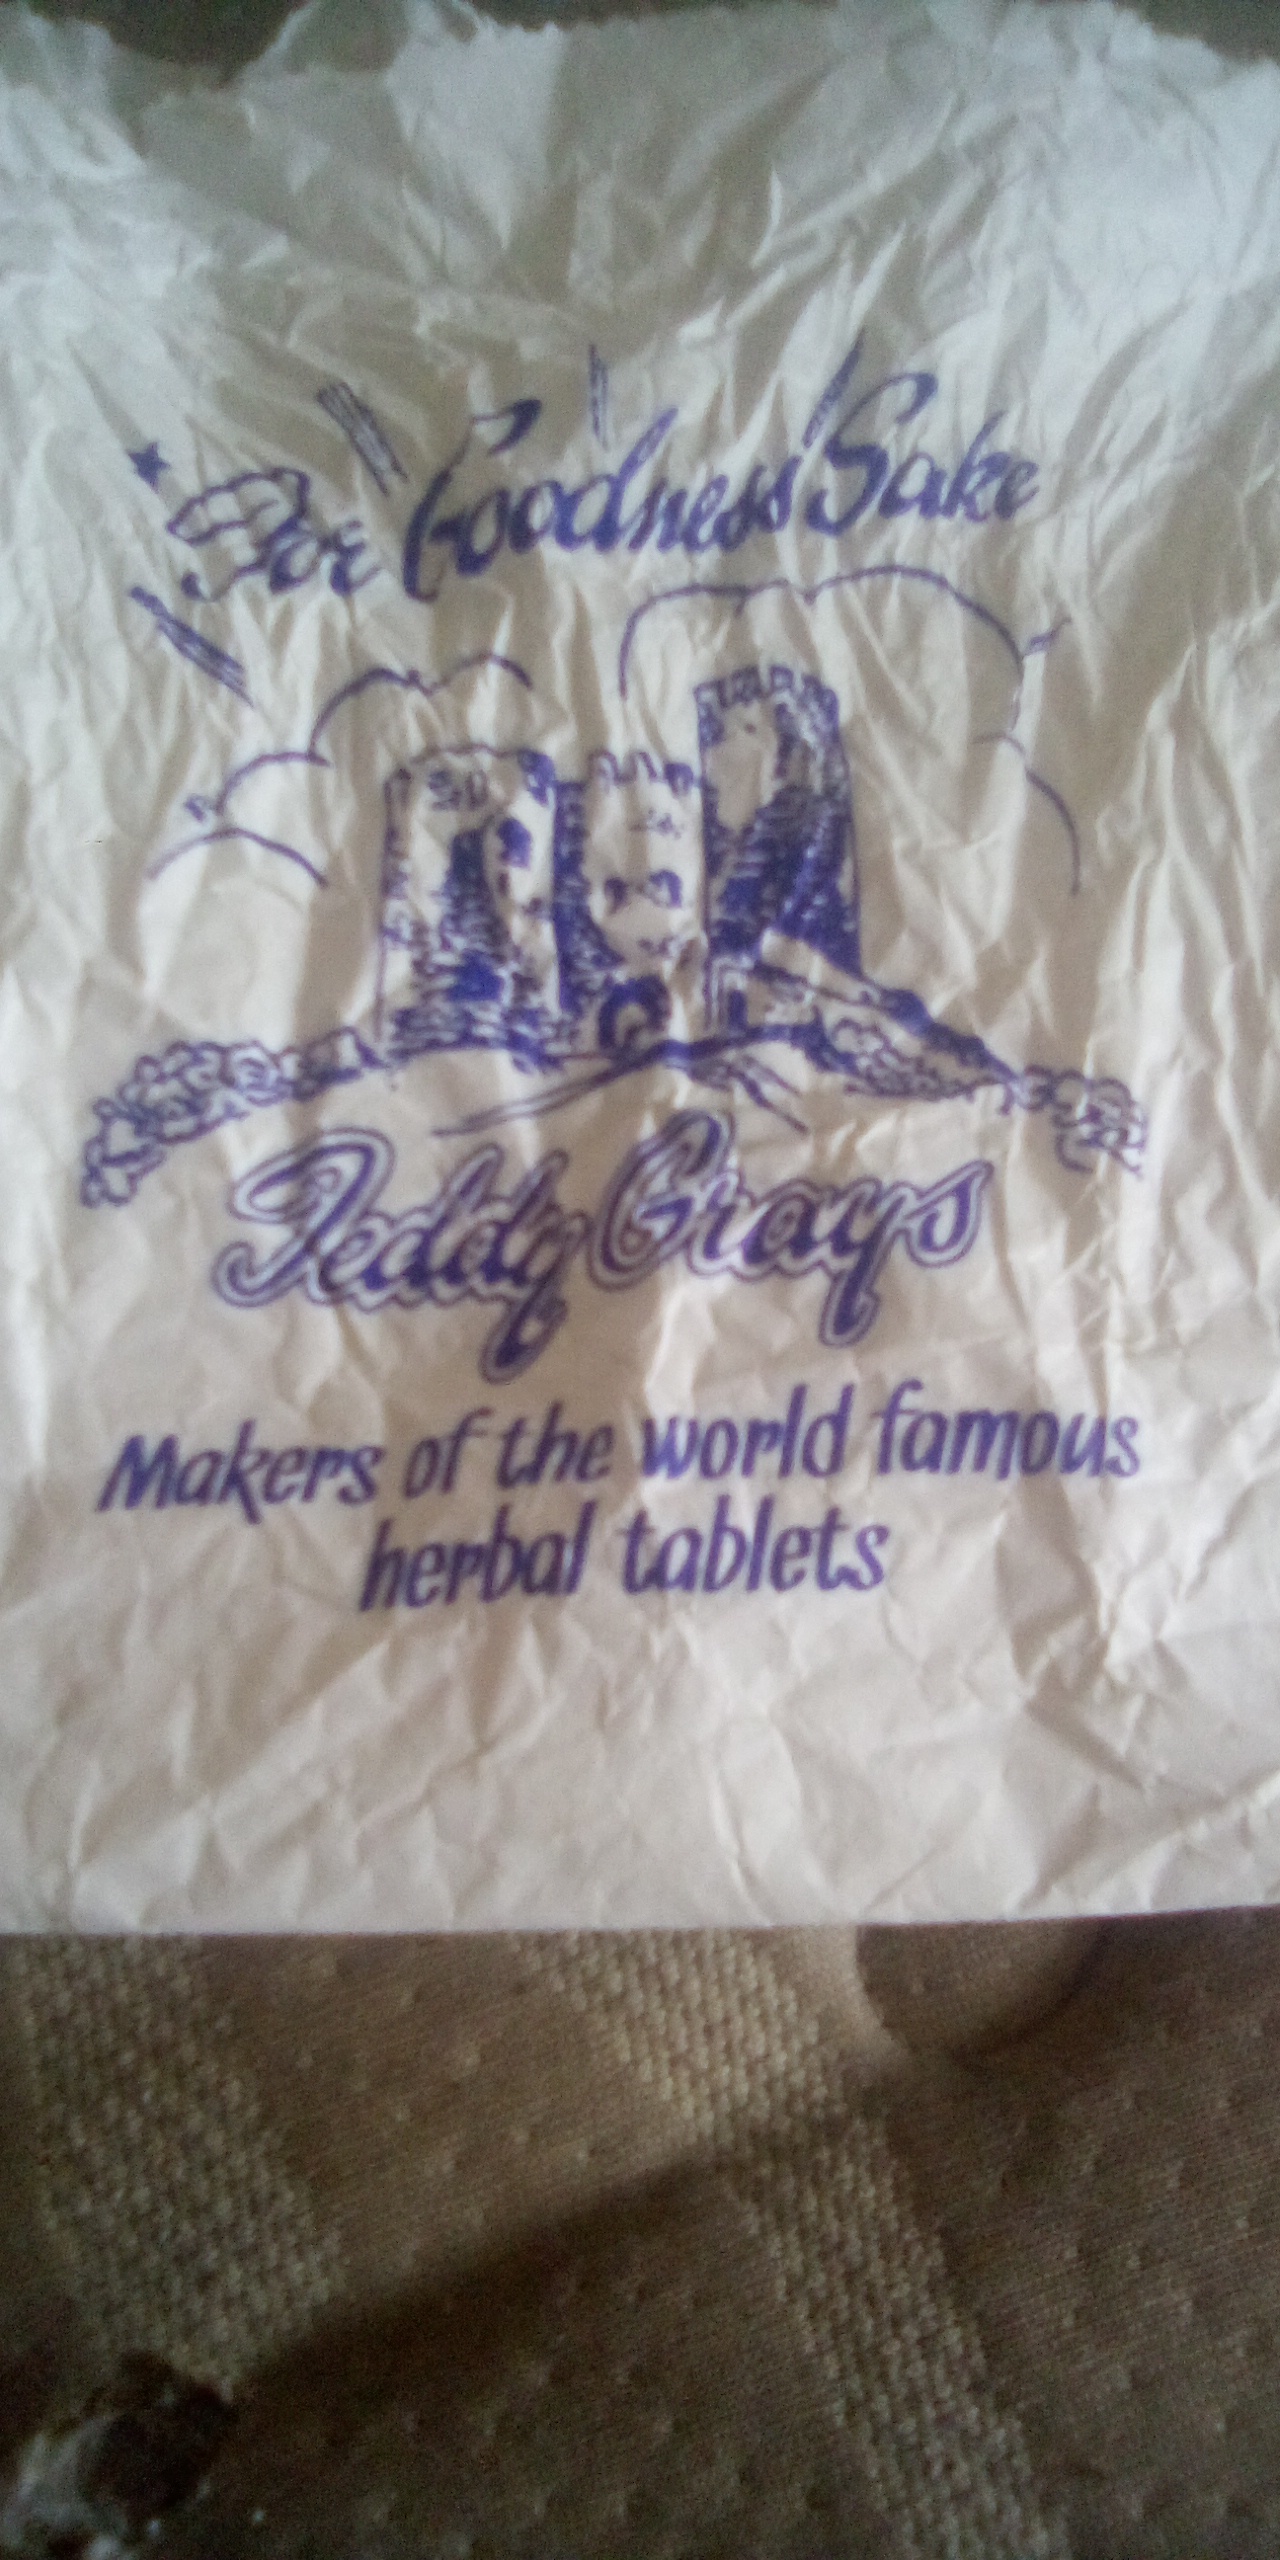 For Goodness Sake
Teddy Grays
Makers of the world famous
herbal tablets